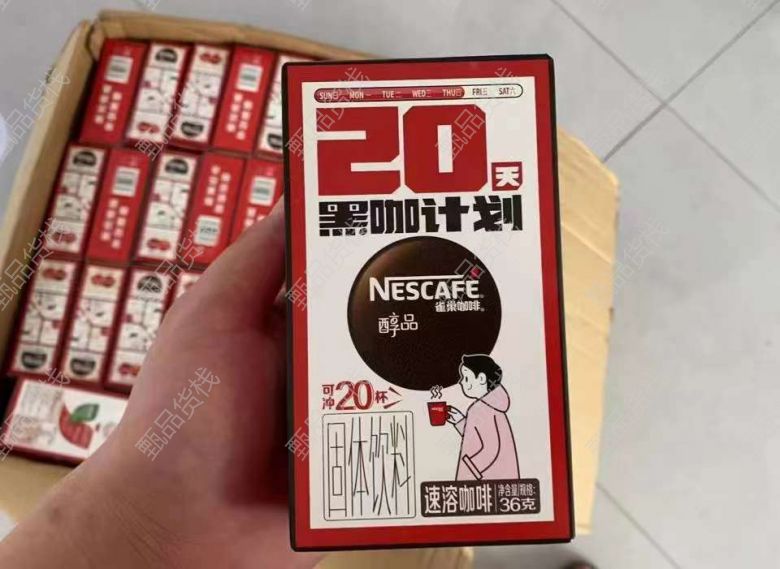 SUN日 MON一 TUE二 WED三 THU四 FRI五 SAT六
20天
黑咖计划
NESCAFÉ
雀巢咖啡
醇品
可冲20杯
固体饮料
速溶咖啡
净含量/规格:
36克
甄品货栈